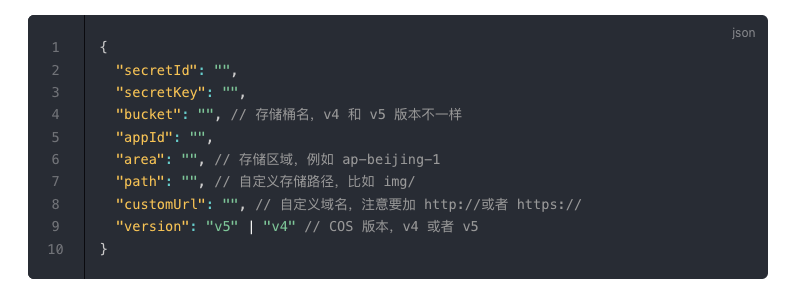 json
1 {
2 "secretId": "",
3 "secretKey": "",
4 "bucket": "", // 存储桶名，v4 和 v5 版本不一样
5 "appId": "",
6 "area": "", // 存储区域，例如 ap-beijing-1
7 "path": "", // 自定义存储路径，比如 img/
8 "customUrl": "", // 自定义域名，注意要加 http://或者 https://
9 "version": "v5" | "v4" // COS 版本，v4 或者 v5
10 }